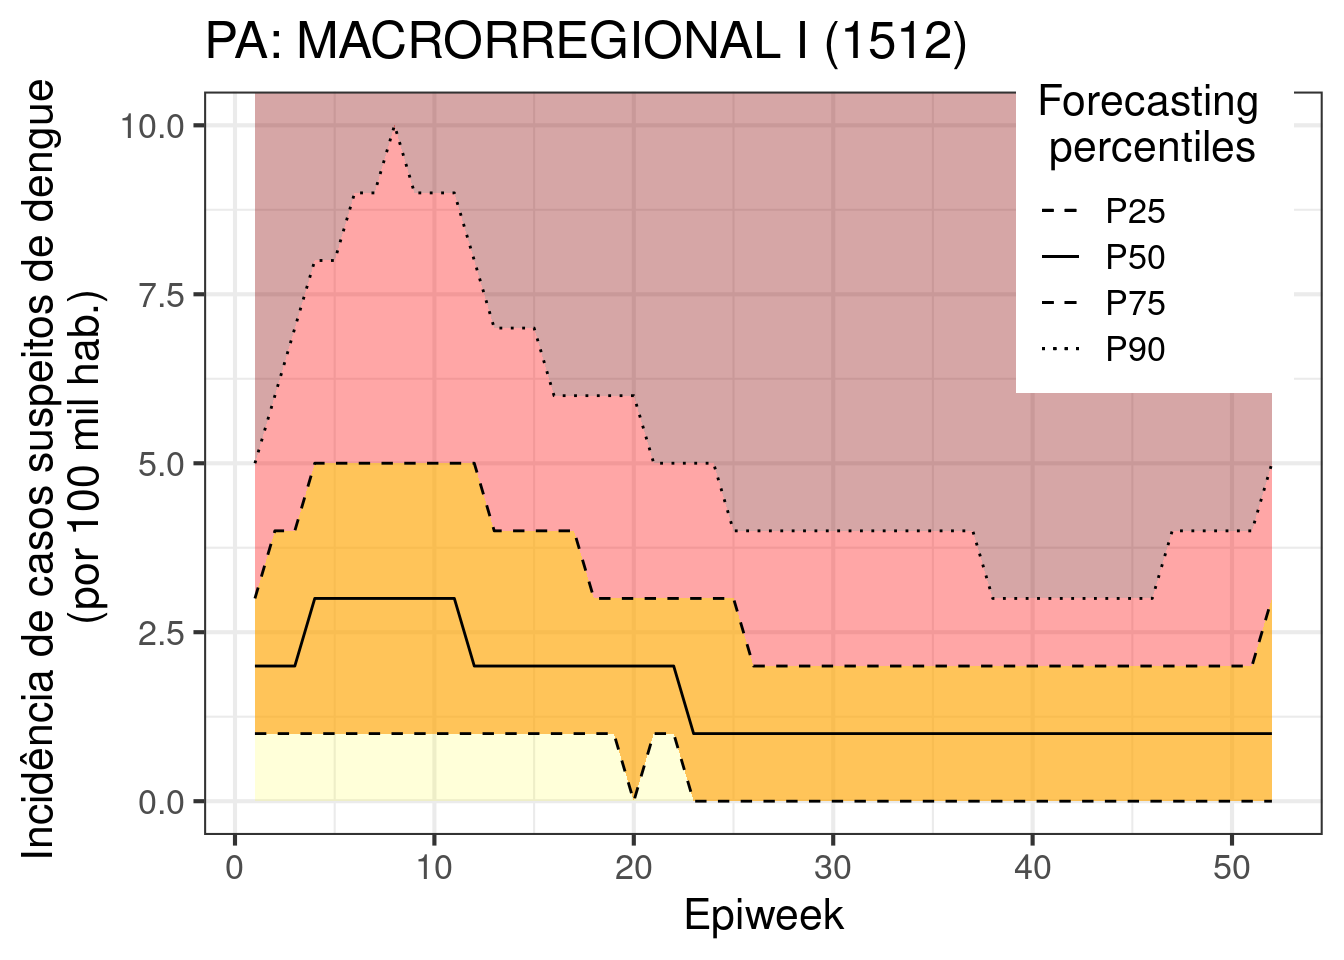 PA: MACRORREGIONAL I (1512)
Incidência de casos suspeitos de dengue
(por 100 mil hab.)
10.0
7.5
5.0
2.5
0.0
Forecasting
percentiles
P25
P50
P75
P90
0 10 20 30 40 50
Epiweek